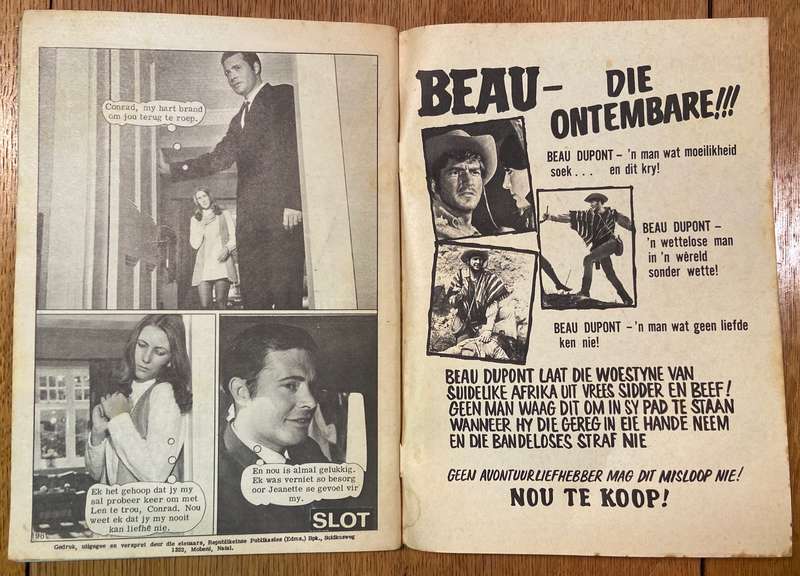 Conrad, my hart brand
om jou terug te roep.
Ek het gehoop dat jy my
sal probeer keer om met
Len te trou, Conrad. Nou
weet ek dat jy my nooit
kan liefhê nie.
En nou is almal gelukkig.
Ek was verniet so besorg
oor Jeanette se gevoel vir
my.
SLOT
Gedruk, uitgegee en versprei deur die eienaars, Republikeinse Publikasies (Edms.) Bpk.,
1322, Mobeni, Natal.
BEAU – DIE
ONTEMBARE!!!
BEAU DUPONT – 'n man wat moeilikheid
soek... en dit kry!
BEAU DUPONT –
'n wettelose man
in 'n wêreld
sonder wette!
BEAU DUPONT – 'n man wat geen liefde
ken nie!
BEAU DUPONT LAAT DIE WOESTYNE VAN
SUIDELIKE AFRIKA UIT VREES SIDDER EN BEEF!
GEEN MAN WAAG DIT OM IN SY PAD TE STAAN
WANNEER HY DIE GEREG IN EIE HANDE NEEM
EN DIE BANDELOSES STRAF NIE
GEEN AVONTUURLIEFHEBBER MAG DIT MISLOOP NIE!
NOU TE KOOP!